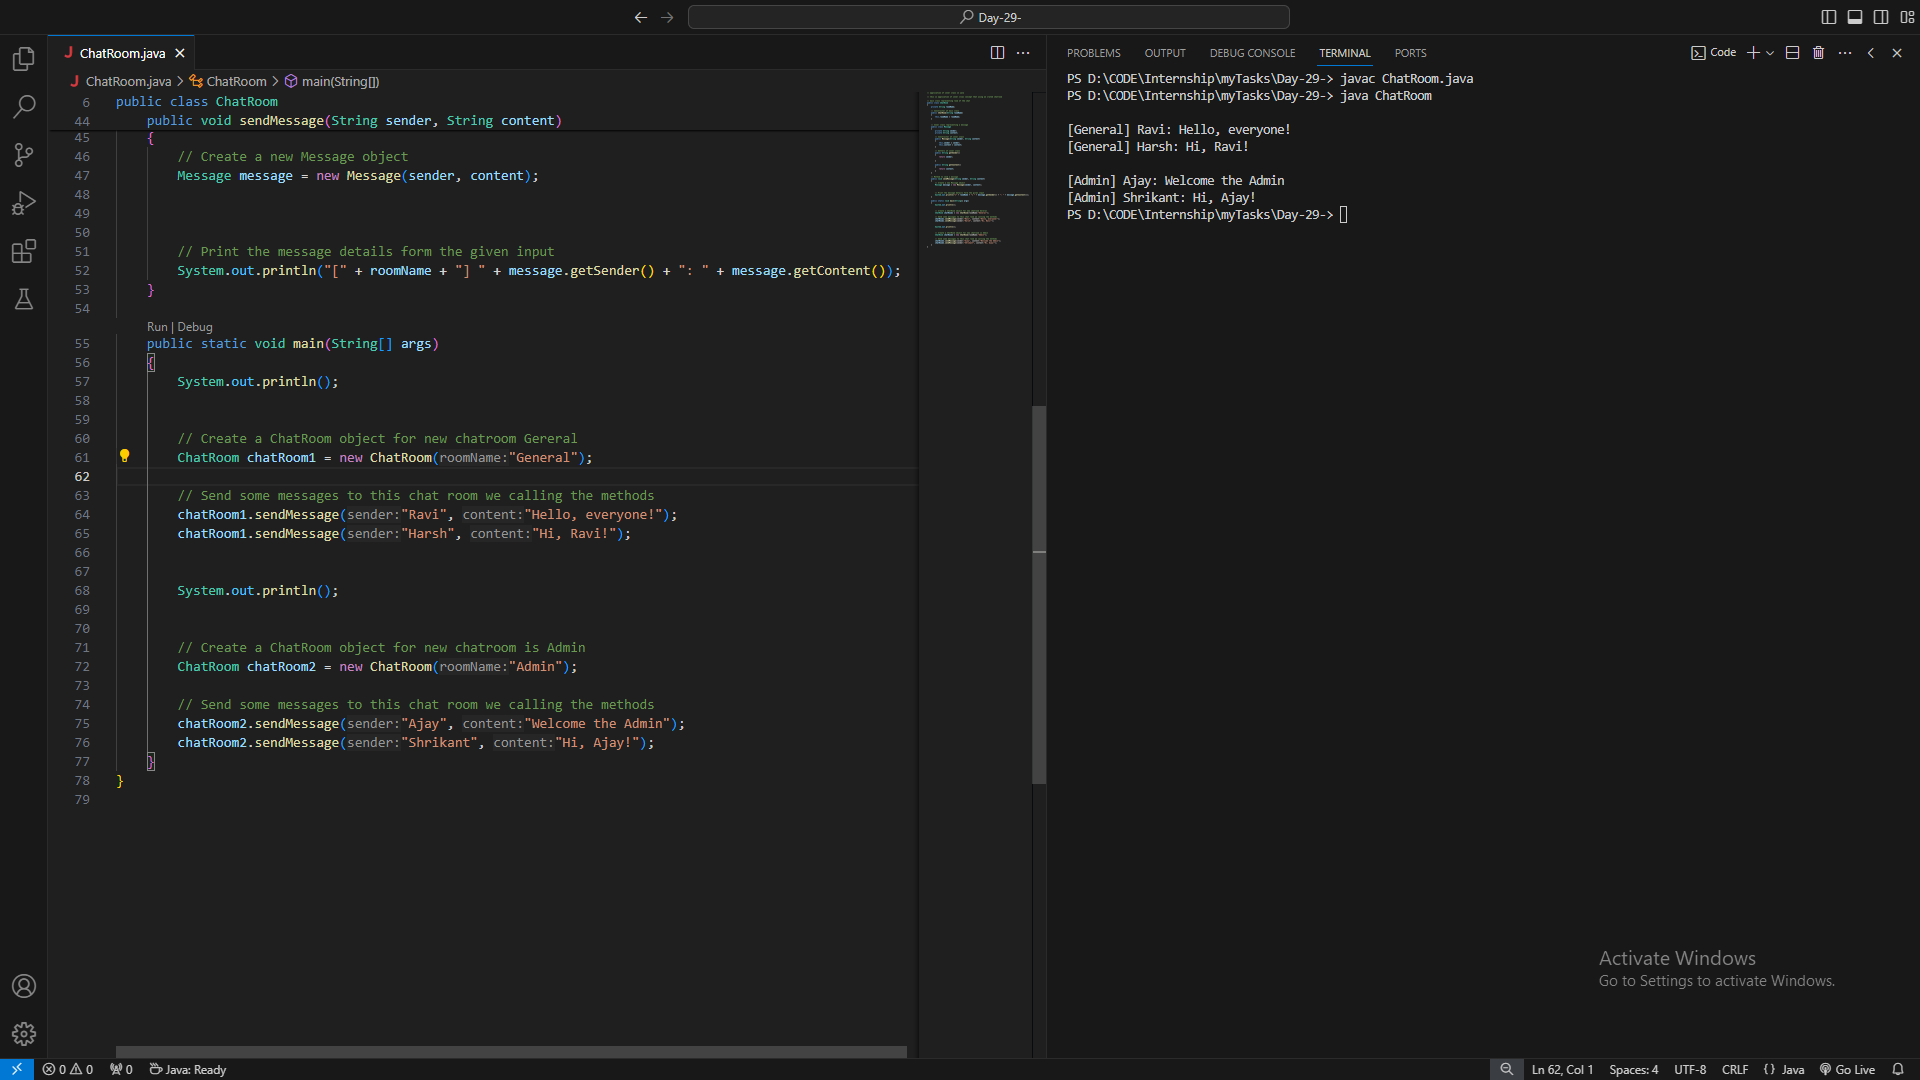 Day-29-
ChatRoom.java
ChatRoom.java > ChatRoom > main(String[])
6 public class ChatRoom
44 public void sendMessage(String sender, String content)
45 {
46 // Create a new Message object
47 Message message = new Message(sender, content);
48
49
50
51 // Print the message details form the given input
52 System.out.println("[" + roomName + "] " + message.getSender() + ": " + message.getContent());
53 }
54
Run | Debug
55 public static void main(String[] args)
56 {
57 System.out.println();
58
59
60 // Create a ChatRoom object for new chatroom Gereral
61 ChatRoom chatRoom1 = new ChatRoom(roomName:"General");
62
63 // Send some messages to this chat room we calling the methods
64 chatRoom1.sendMessage(sender:"Ravi", content:"Hello, everyone!");
65 chatRoom1.sendMessage(sender:"Harsh", content:"Hi, Ravi!");
66
67
68 System.out.println();
69
70
71 // Create a ChatRoom object for new chatroom is Admin
72 ChatRoom chatRoom2 = new ChatRoom(roomName:"Admin");
73
74 // Send some messages to this chat room we calling the methods
75 chatRoom2.sendMessage(sender:"Ajay", content:"Welcome the Admin");
76 chatRoom2.sendMessage(sender:"Shrikant", content:"Hi, Ajay!");
77 }
78 }
79
PROBLEMS OUTPUT DEBUG CONSOLE TERMINAL PORTS
Code
PS D:\CODE\Internship\myTasks\Day-29-> javac ChatRoom.java
PS D:\CODE\Internship\myTasks\Day-29-> java ChatRoom
[General] Ravi: Hello, everyone!
[General] Harsh: Hi, Ravi!
[Admin] Ajay: Welcome the Admin
[Admin] Shrikant: Hi, Ajay!
PS D:\CODE\Internship\myTasks\Day-29->
Activate Windows
Go to Settings to activate Windows.
0 0 0 Java: Ready
Ln 62, Col 1 Spaces: 4 UTF-8 CRLF {} Java Go Live